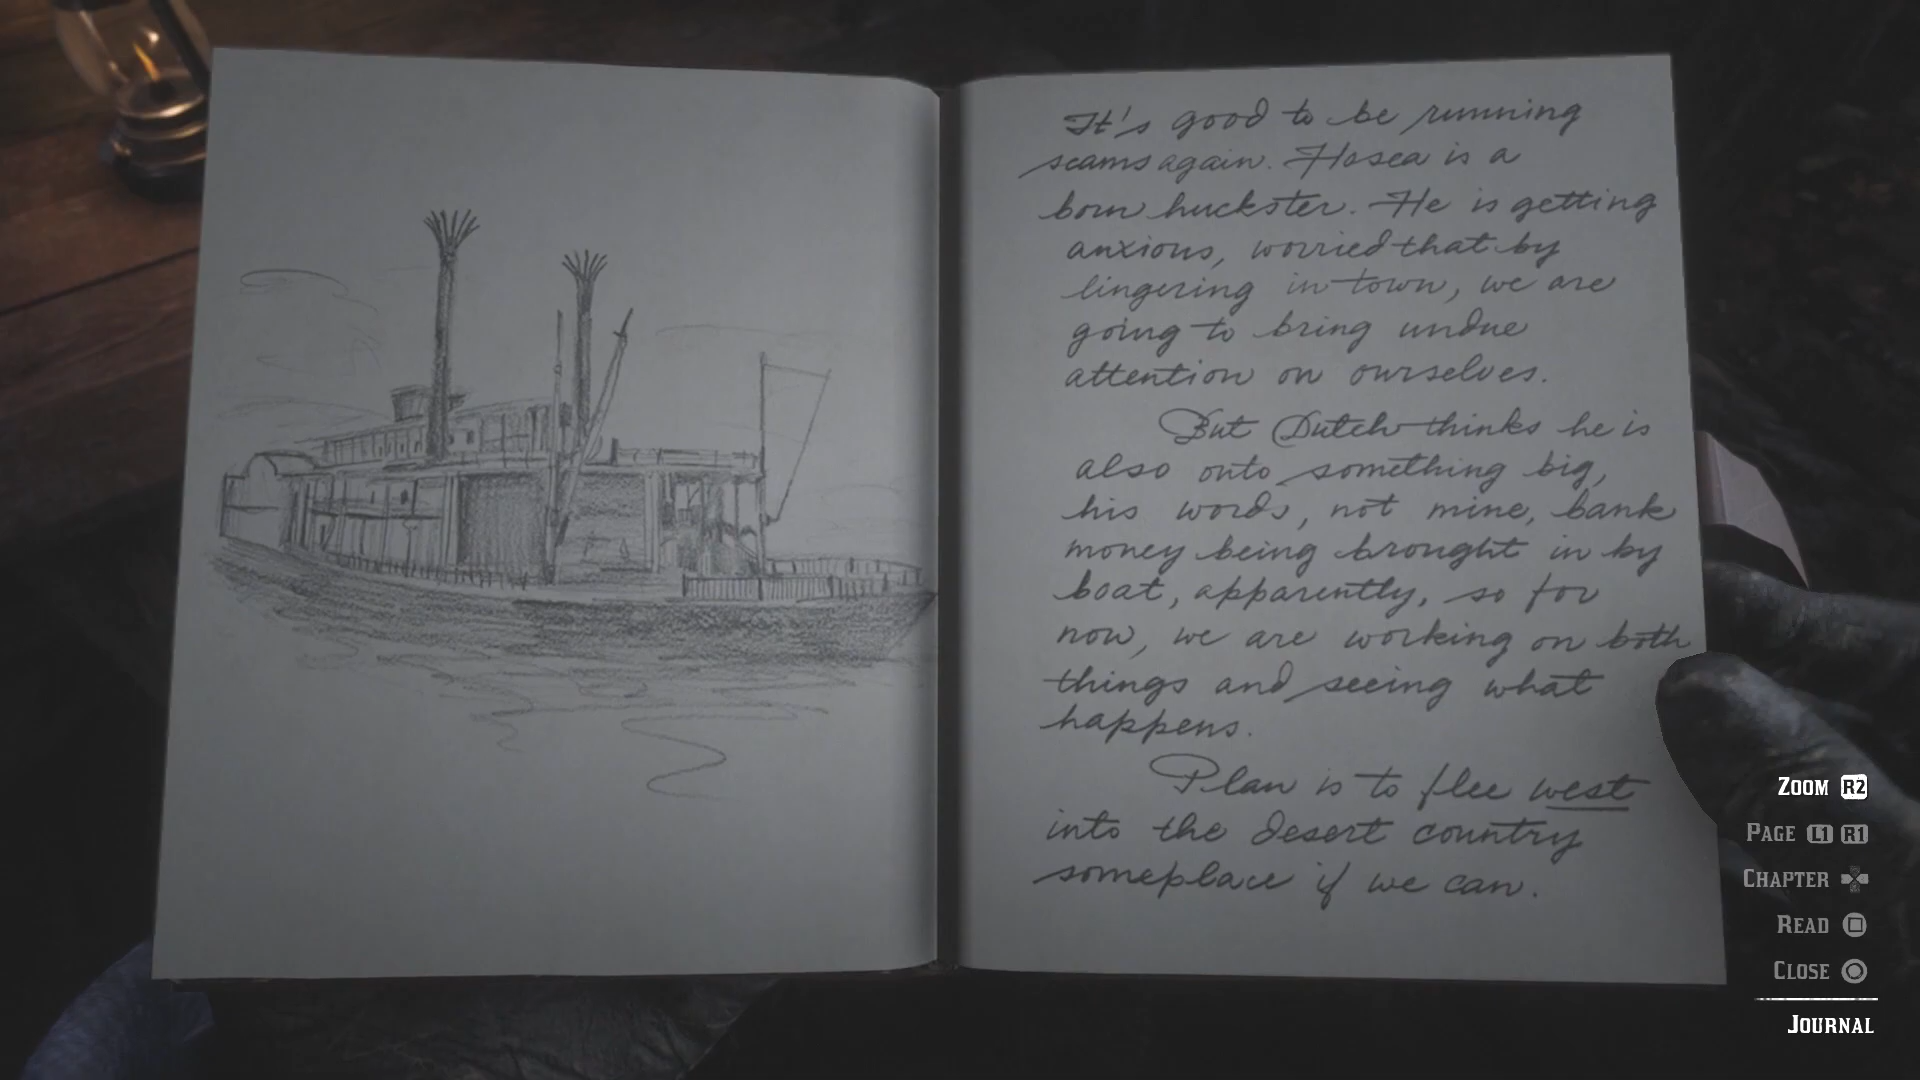 It's good to be running
scams again. Hosea is a
born huckster. He is getting
anxious, worried that by
lingering in town, we are
going to bring undue
attention on ourselves.
But Dutch thinks he is
also onto something big,
his words, not mine, bank
money being brought in by
boat, apparently, so for
now, we are working on both
things and seeing what
happens.
Plan is to flee west
into the desert country
someplace if we can.
ZOOM R2
PAGE L1 R1
CHAPTER
READ
CLOSE
JOURNAL